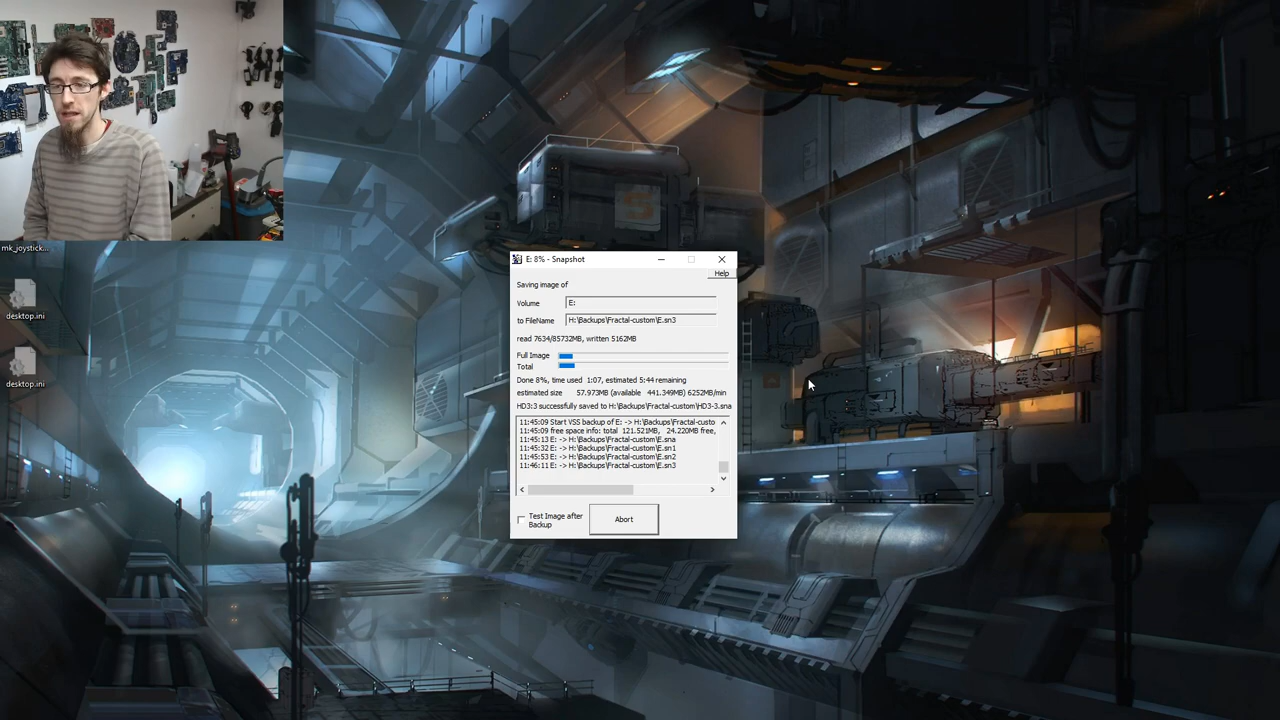 mk_joystick...
desktop.ini
desktop.ini
E: 8% - Snapshot
Help
Saving image of
Volume E:
to FileName H:\Backups\Fractal-custom\E.sn3
read 7634/85732MB, written 5162MB
Full Image
Total
Done 8%, time used 1:07, estimated 5:44 remaining
estimated size 57.973MB (available 441.349MB) 6252MB/min
HD3:3 successfully saved to H:\Backups\Fractal-custom\HD3-3.sna
11:45:09 Start VSS backup of E: -> H:\Backups\Fractal-custo
11:45:09 free space info: total 121.521MB, 24.220MB free,
11:45:13 E: -> H:\Backups\Fractal-custom\E.sna
11:45:32 E: -> H:\Backups\Fractal-custom\E.sn1
11:45:53 E: -> H:\Backups\Fractal-custom\E.sn2
11:46:11 E: -> H:\Backups\Fractal-custom\E.sn3
Test Image after
Backup
Abort